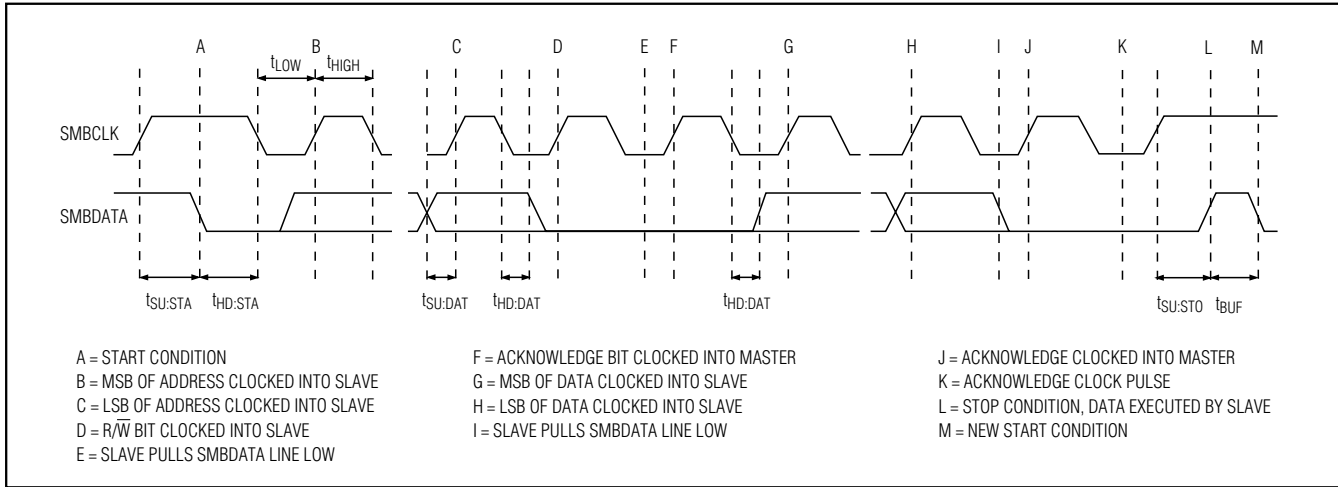 A B C D E F G H I J K L M
tLOW tHIGH
SMBCLK
SMBDATA
tSU:STA tHD:STA tSU:DAT tHD:DAT tHD:DAT tSU:STO tBUF
A = START CONDITION
B = MSB OF ADDRESS CLOCKED INTO SLAVE
C = LSB OF ADDRESS CLOCKED INTO SLAVE
D = R/W̅ BIT CLOCKED INTO SLAVE
E = SLAVE PULLS SMBDATA LINE LOW
F = ACKNOWLEDGE BIT CLOCKED INTO MASTER
G = MSB OF DATA CLOCKED INTO SLAVE
H = LSB OF DATA CLOCKED INTO SLAVE
I = SLAVE PULLS SMBDATA LINE LOW
J = ACKNOWLEDGE CLOCKED INTO MASTER
K = ACKNOWLEDGE CLOCK PULSE
L = STOP CONDITION, DATA EXECUTED BY SLAVE
M = NEW START CONDITION